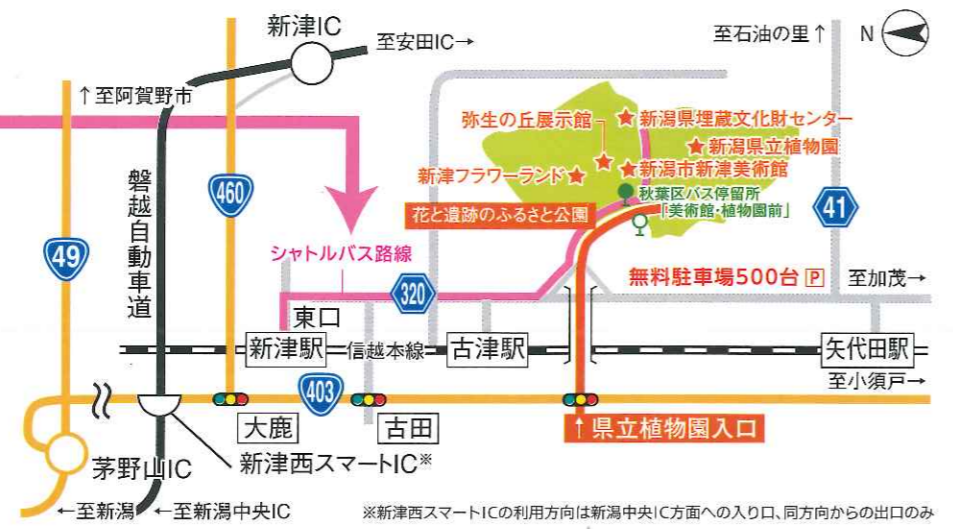 新津IC
至安田IC→
至石油の里↑
N
↑至阿賀野市
弥生の丘展示館
新潟県埋蔵文化財センター
新潟県立植物園
新津フラワーランド
新潟市新津美術館
460
磐越自動車道
秋葉区バス停留所
「美術館・植物園前」
41
花と遺跡のふるさと公園
49
シャトルバス路線
無料駐車場500台 P
至加茂→
320
東口
新津駅
信越本線
古津駅
矢代田駅
至小須戸→
403
大鹿
古田
↑県立植物園入口
茅野山IC
新津西スマートIC※
←至新潟
←至新潟中央IC
※新津西スマートICの利用方向は新潟中央IC方面への入り口、同方向からの出口のみ